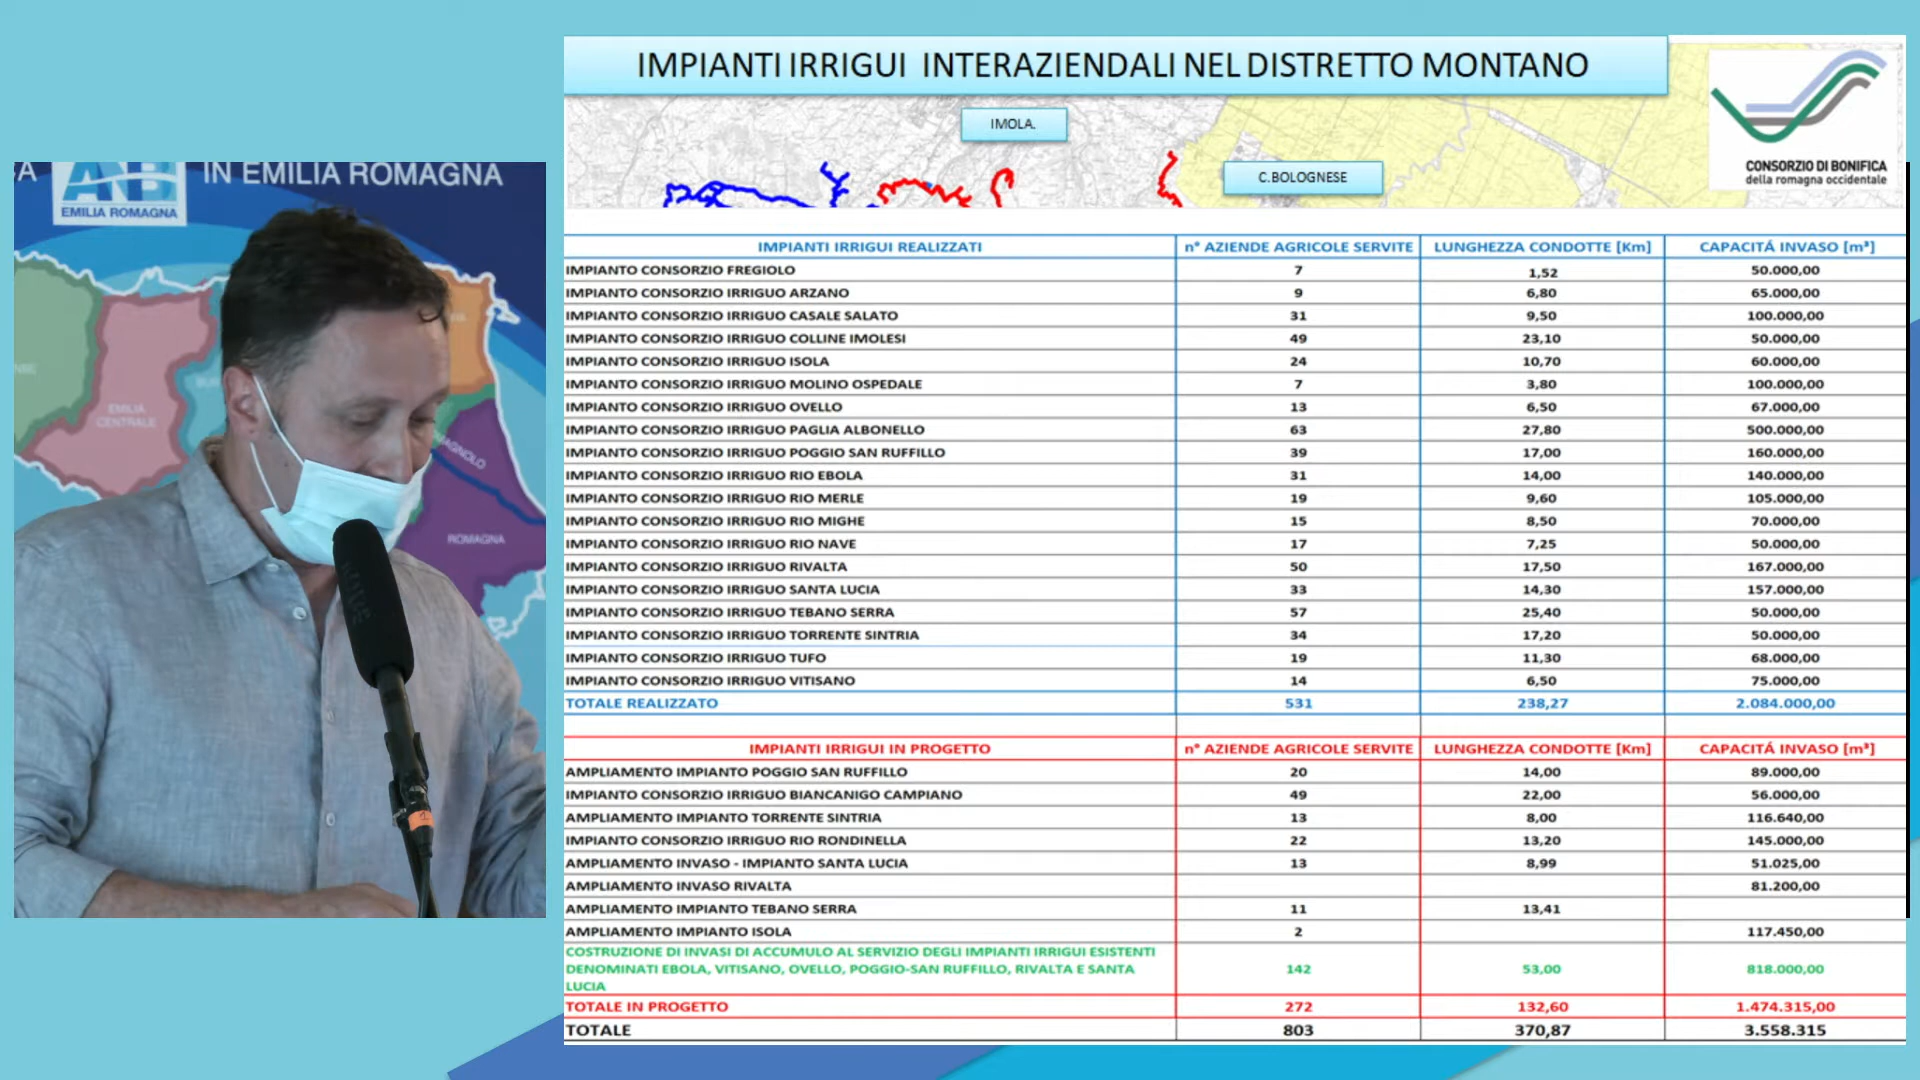 IMPIANTI IRRIGUI INTERAZIENDALI NEL DISTRETTO MONTANO
IMOLA.
C.BOLOGNESE
CONSORZIO DI BONIFICA
della romagna occidentale
A
IN EMILIA ROMAGNA
AB
EMILIA ROMAGNA
EMILIA
CENTRALE
ROMAGNA
IMPIANTI IRRIGUI REALIZZATI n° AZIENDE AGRICOLE SERVITE LUNGHEZZA CONDOTTE [Km] CAPACITÁ INVASO [m³]
IMPIANTO CONSORZIO FREGIOLO 7 1,52 50.000,00
IMPIANTO CONSORZIO IRRIGUO ARZANO 9 6,80 65.000,00
IMPIANTO CONSORZIO IRRIGUO CASALE SALATO 31 9,50 100.000,00
IMPIANTO CONSORZIO IRRIGUO COLLINE IMOLESI 49 23,10 50.000,00
IMPIANTO CONSORZIO IRRIGUO ISOLA 24 10,70 60.000,00
IMPIANTO CONSORZIO IRRIGUO MOLINO OSPEDALE 7 3,80 100.000,00
IMPIANTO CONSORZIO IRRIGUO OVELLO 13 6,50 67.000,00
IMPIANTO CONSORZIO IRRIGUO PAGLIA ALBONELLO 63 27,80 500.000,00
IMPIANTO CONSORZIO IRRIGUO POGGIO SAN RUFFILLO 39 17,00 160.000,00
IMPIANTO CONSORZIO IRRIGUO RIO EBOLA 31 14,00 140.000,00
IMPIANTO CONSORZIO IRRIGUO RIO MERLE 19 9,60 105.000,00
IMPIANTO CONSORZIO IRRIGUO RIO MIGHE 15 8,50 70.000,00
IMPIANTO CONSORZIO IRRIGUO RIO NAVE 17 7,25 50.000,00
IMPIANTO CONSORZIO IRRIGUO RIVALTA 50 17,50 167.000,00
IMPIANTO CONSORZIO IRRIGUO SANTA LUCIA 33 14,30 157.000,00
IMPIANTO CONSORZIO IRRIGUO TEBANO SERRA 57 25,40 50.000,00
IMPIANTO CONSORZIO IRRIGUO TORRENTE SINTRIA 34 17,20 50.000,00
IMPIANTO CONSORZIO IRRIGUO TUFO 19 11,30 68.000,00
IMPIANTO CONSORZIO IRRIGUO VITISANO 14 6,50 75.000,00
TOTALE REALIZZATO 531 238,27 2.084.000,00
IMPIANTI IRRIGUI IN PROGETTO n° AZIENDE AGRICOLE SERVITE LUNGHEZZA CONDOTTE [Km] CAPACITÁ INVASO [m³]
AMPLIAMENTO IMPIANTO POGGIO SAN RUFFILLO 20 14,00 89.000,00
IMPIANTO CONSORZIO IRRIGUO BIANCANIGO CAMPIANO 49 22,00 56.000,00
AMPLIAMENTO IMPIANTO TORRENTE SINTRIA 13 8,00 116.640,00
IMPIANTO CONSORZIO IRRIGUO RIO RONDINELLA 22 13,20 145.000,00
AMPLIAMENTO INVASO - IMPIANTO SANTA LUCIA 13 8,99 51.025,00
AMPLIAMENTO INVASO RIVALTA 81.200,00
AMPLIAMENTO IMPIANTO TEBANO SERRA 11 13,41
AMPLIAMENTO IMPIANTO ISOLA 2 117.450,00
COSTRUZIONE DI INVASI DI ACCUMULO AL SERVIZIO DEGLI IMPIANTI IRRIGUI ESISTENTI
DENOMINATI EBOLA, VITISANO, OVELLO, POGGIO-SAN RUFFILLO, RIVALTA E SANTA 142 53,00 818.000,00
LUCIA
TOTALE IN PROGETTO 272 132,60 1.474.315,00
TOTALE 803 370,87 3.558.315